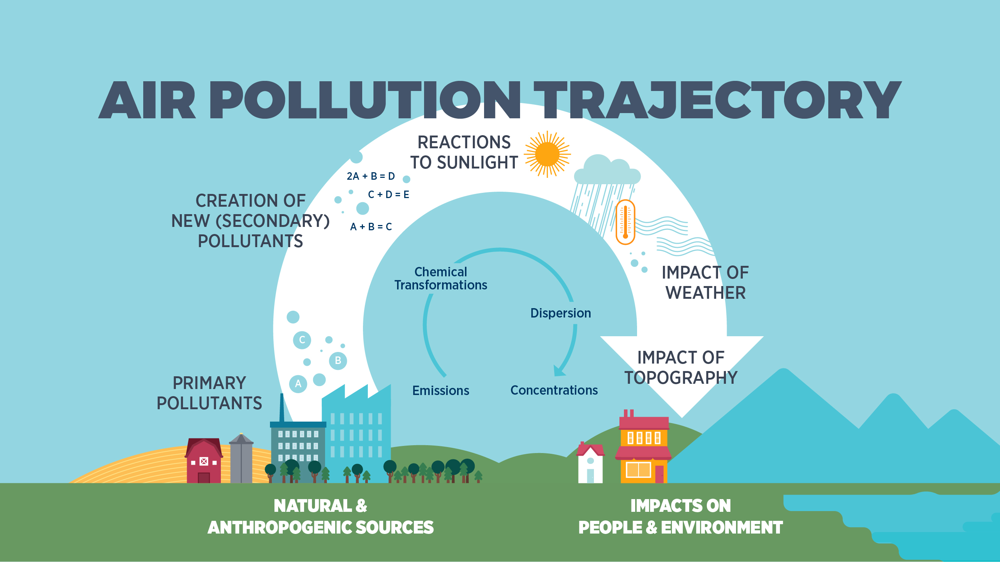 AIR POLLUTION TRAJECTORY
REACTIONS
TO SUNLIGHT
2A + B = D
C + D = E
A + B = C
CREATION OF
NEW (SECONDARY)
POLLUTANTS
Chemical
Transformations
IMPACT OF
WEATHER
Dispersion
C
B
A
IMPACT OF
TOPOGRAPHY
PRIMARY
POLLUTANTS
Emissions
Concentrations
NATURAL &
ANTHROPOGENIC SOURCES
IMPACTS ON
PEOPLE & ENVIRONMENT